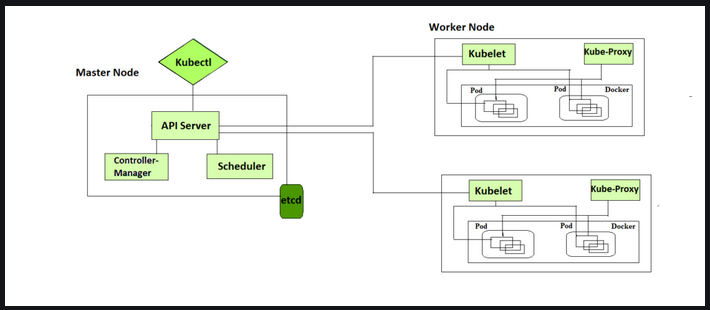 Master Node
Kubectl
API Server
Controller-
Manager
Scheduler
etcd
Worker Node
Kubelet
Kube-Proxy
Pod
Pod
Docker
Kubelet
Kube-Proxy
Pod
Pod
Docker